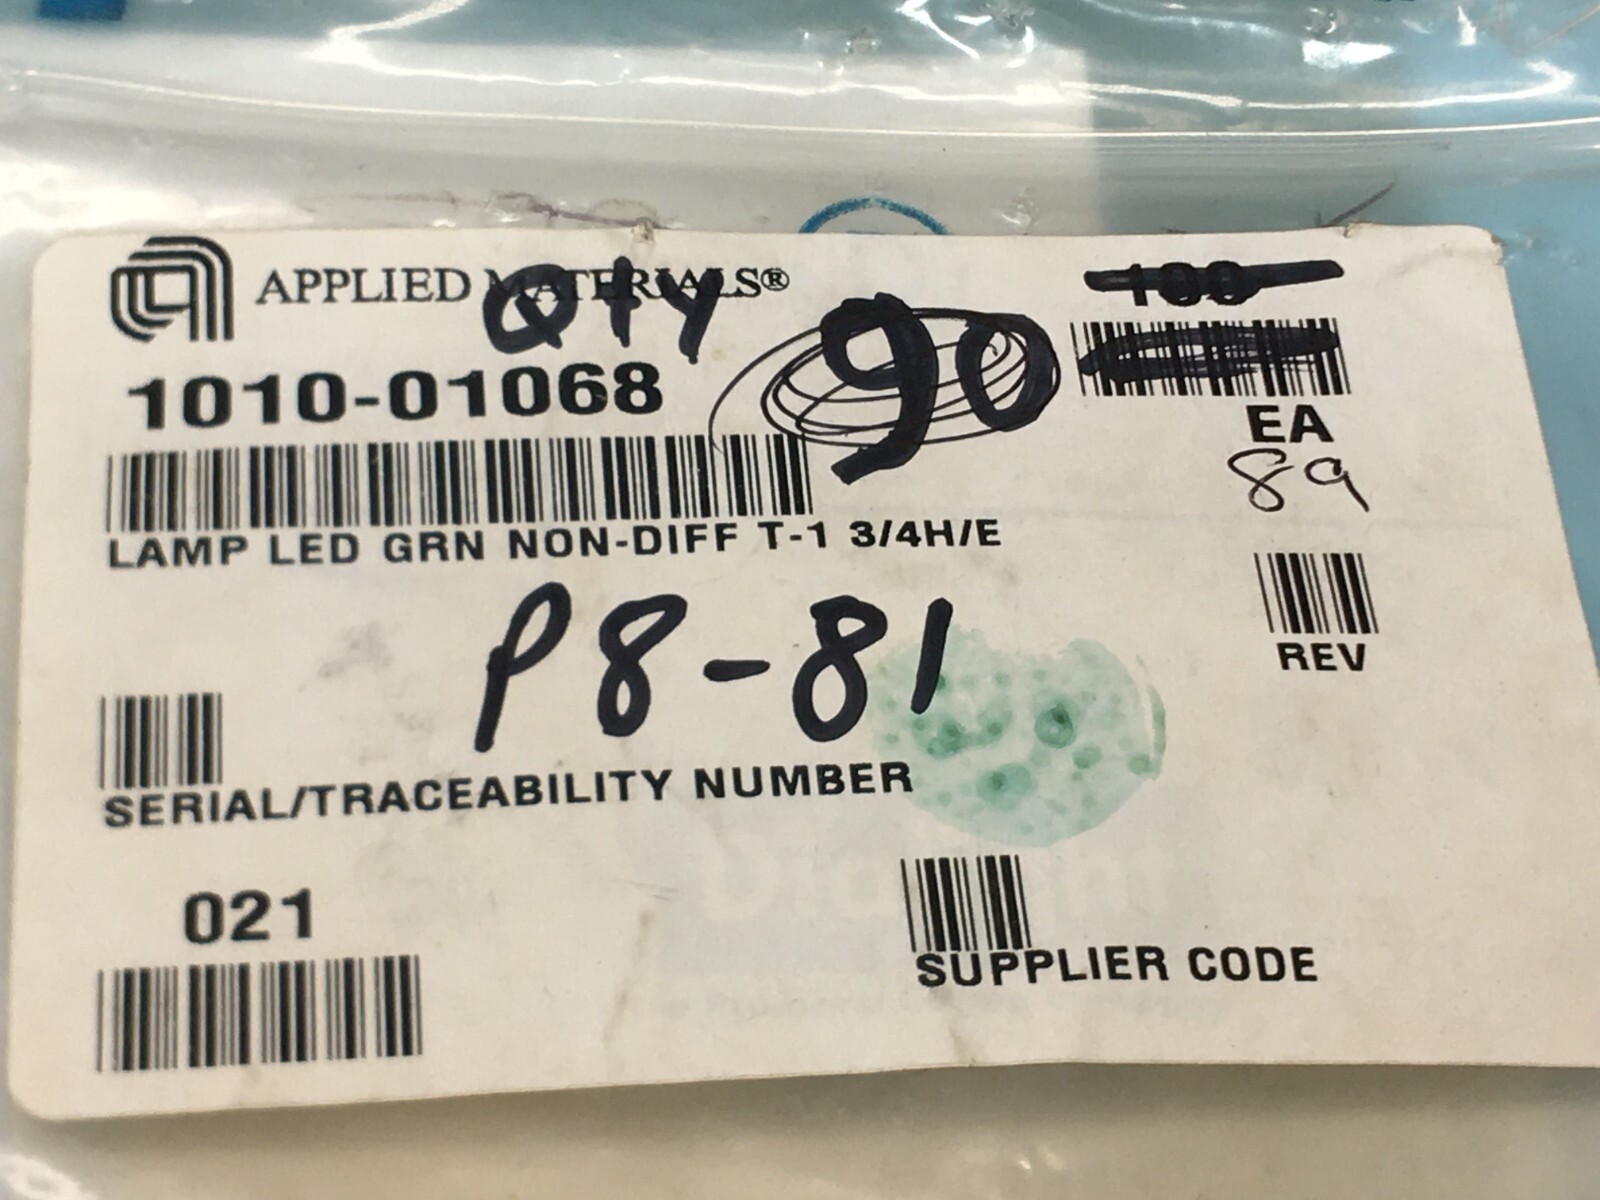 APPLIED MATERIALS®
QTY 90
100
1010-01068
EA
89
LAMP LED GRN NON-DIFF T-1 3/4H/E
P8-81
REV
SERIAL/TRACEABILITY NUMBER
021
SUPPLIER CODE